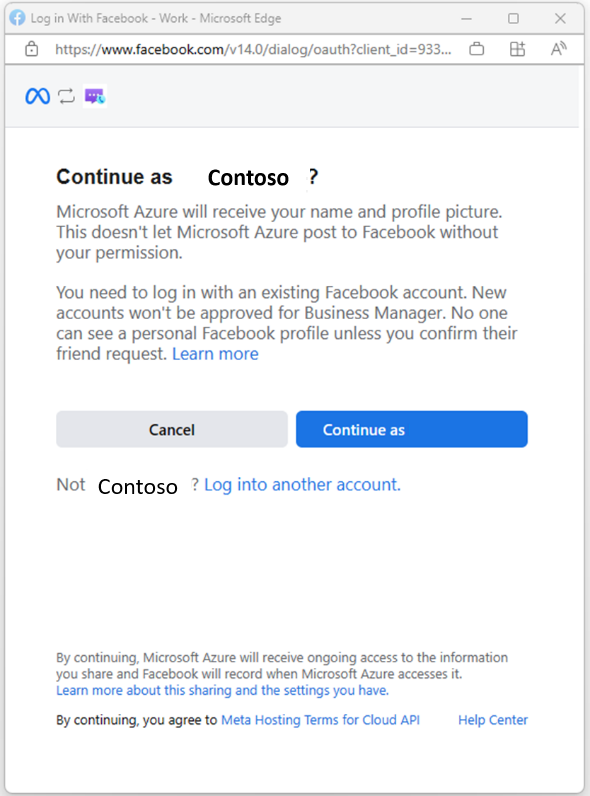 Log in With Facebook - Work - Microsoft Edge
https://www.facebook.com/v14.0/dialog/oauth?client_id=933...
Continue as Contoso ?
Microsoft Azure will receive your name and profile picture.
This doesn't let Microsoft Azure post to Facebook without
your permission.
You need to log in with an existing Facebook account. New
accounts won't be approved for Business Manager. No one
can see a personal Facebook profile unless you confirm their
friend request. Learn more
Cancel
Continue as
Not Contoso ? Log into another account.
By continuing, Microsoft Azure will receive ongoing access to the information
you share and Facebook will record when Microsoft Azure accesses it.
Learn more about this sharing and the settings you have.
By continuing, you agree to Meta Hosting Terms for Cloud API
Help Center